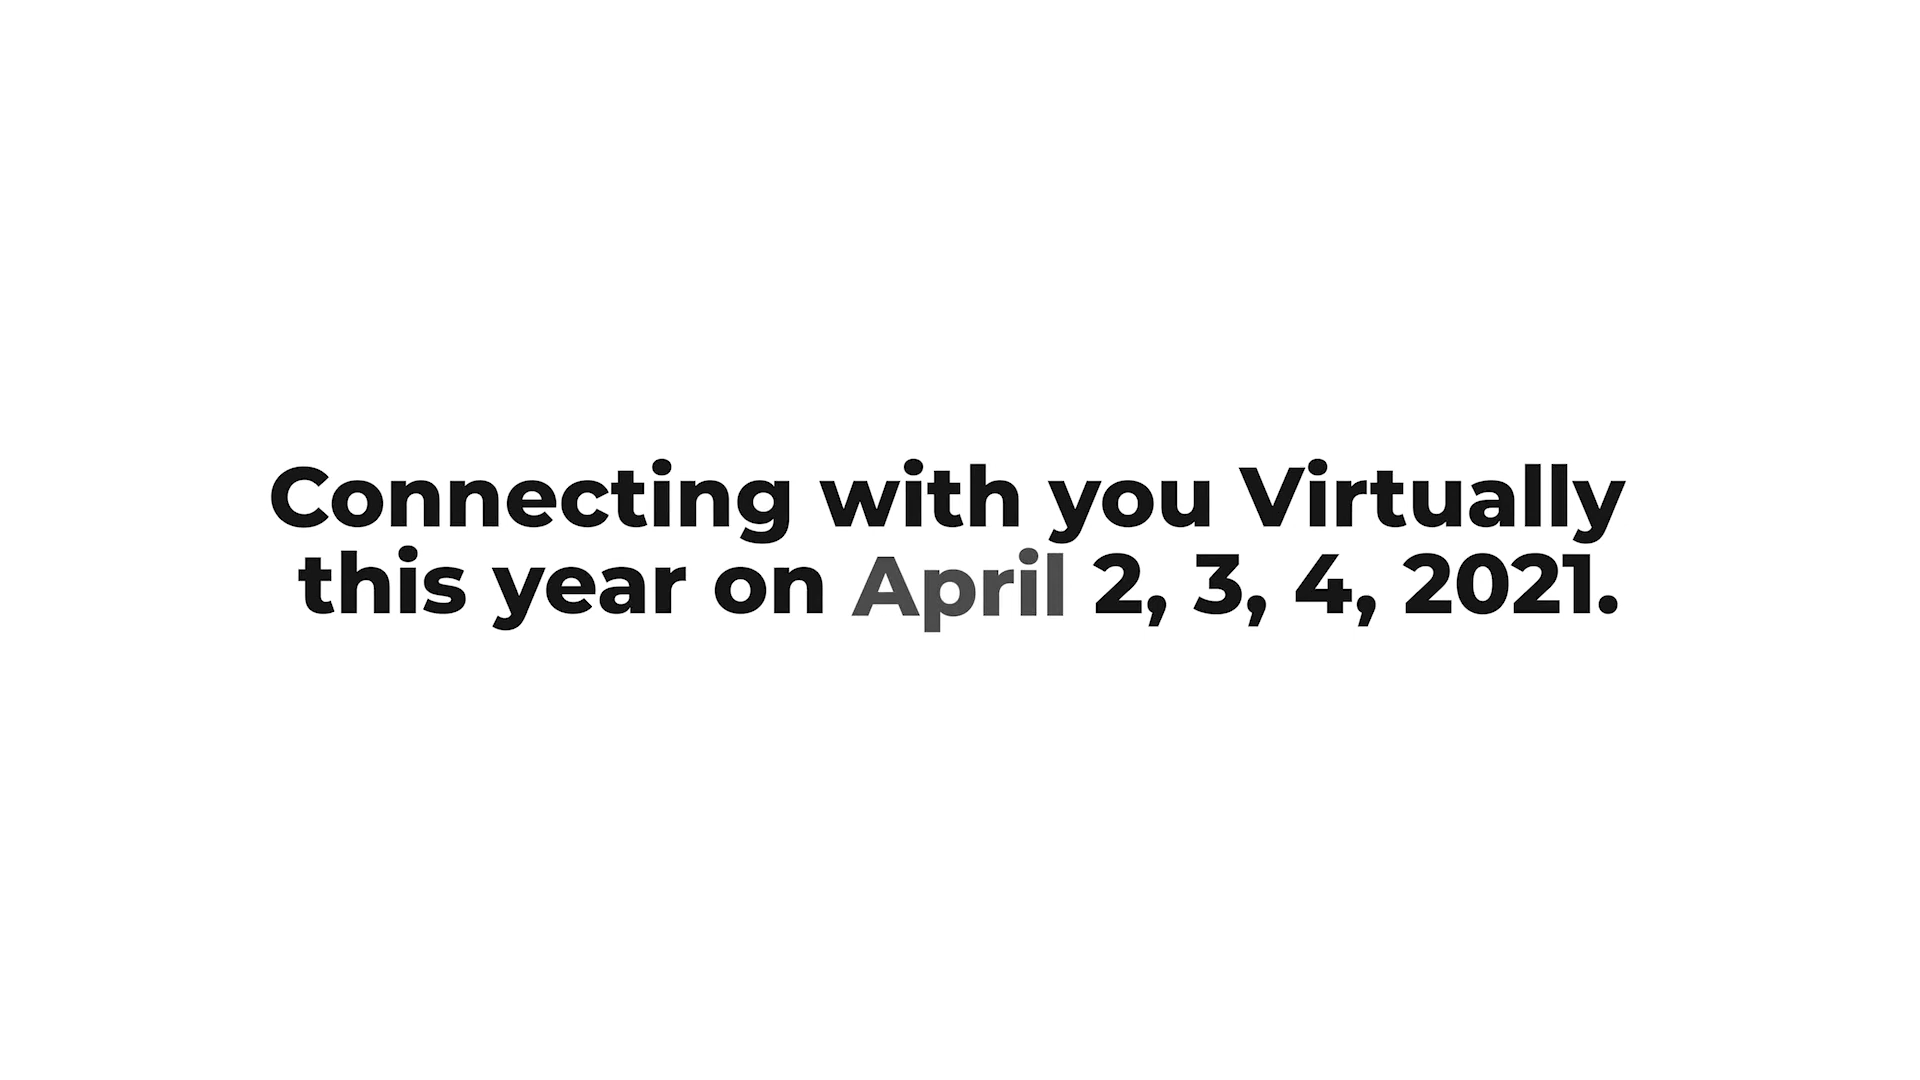 Connecting with you Virtually
this year on April 2, 3, 4, 2021.